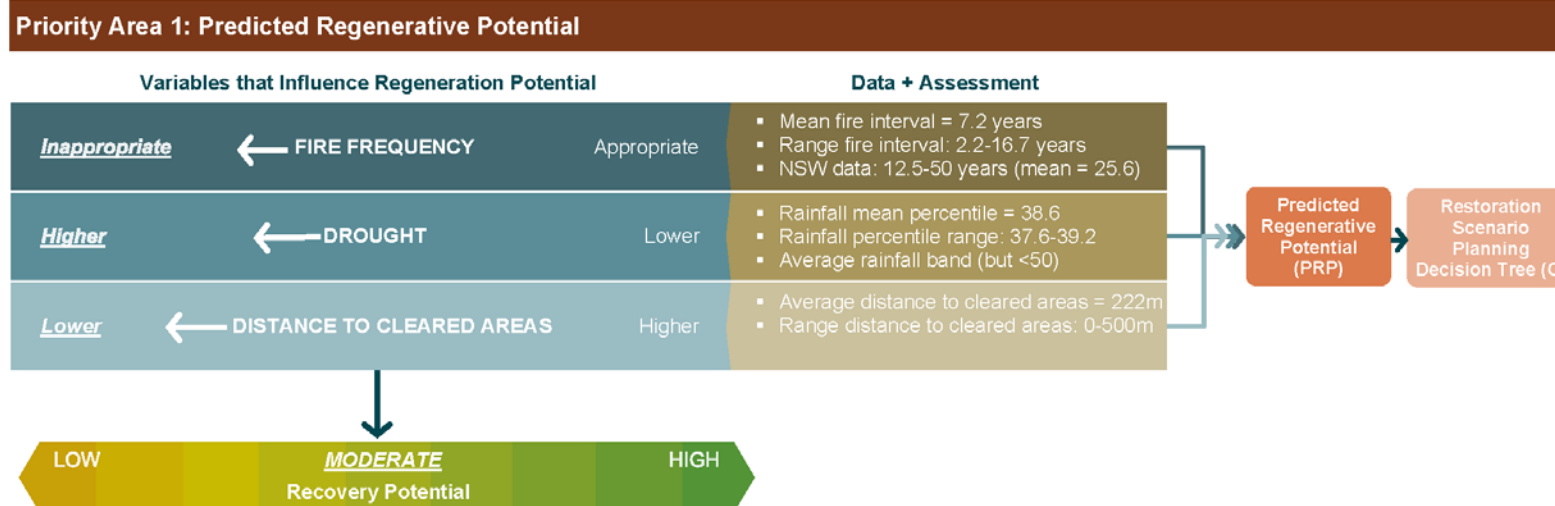 Priority Area 1: Predicted Regenerative Potential
Variables that Influence Regeneration Potential
Data + Assessment
Inappropriate
FIRE FREQUENCY
Appropriate
▪ Mean fire interval = 7.2 years
▪ Range fire interval: 2.2-16.7 years
▪ NSW data: 12.5-50 years (mean = 25.6)
Higher
DROUGHT
Lower
▪ Rainfall mean percentile = 38.6
▪ Rainfall percentile range: 37.6-39.2
▪ Average rainfall band (but <50)
Lower
DISTANCE TO CLEARED AREAS
Higher
▪ Average distance to cleared areas = 222m
▪ Range distance to cleared areas: 0-500m
Predicted
Regenerative
Potential
(PRP)
Restoration
Scenario
Planning
Decision Tree (
LOW
MODERATE
HIGH
Recovery Potential